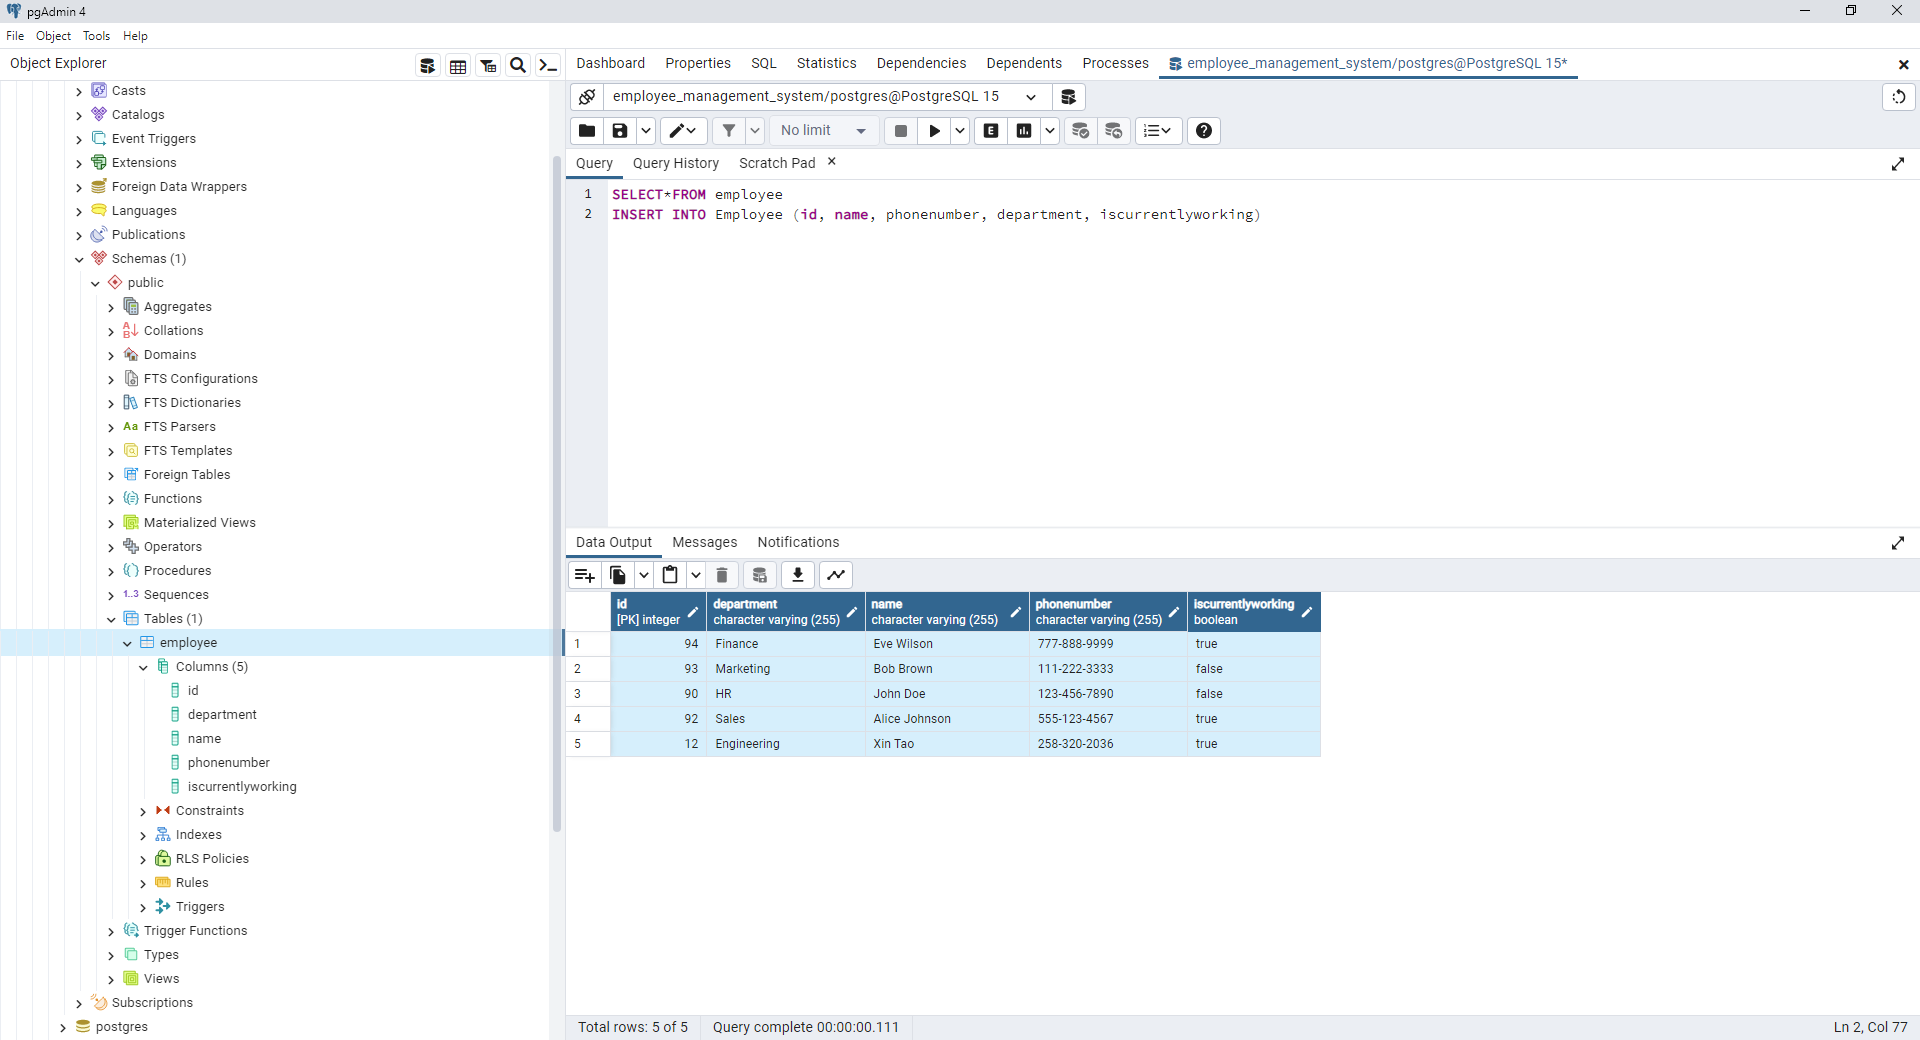 pgAdmin 4
File Object Tools Help
Object Explorer
Dashboard Properties SQL Statistics Dependencies Dependents Processes employee_management_system/postgres@PostgreSQL 15*
employee_management_system/postgres@PostgreSQL 15
No limit
E
Query Query History Scratch Pad
1 SELECT*FROM employee
2 INSERT INTO Employee (id, name, phonenumber, department, iscurrentlyworking)
Casts
Catalogs
Event Triggers
Extensions
Foreign Data Wrappers
Languages
Publications
Schemas (1)
public
Aggregates
Collations
Domains
FTS Configurations
FTS Dictionaries
Aa FTS Parsers
FTS Templates
Foreign Tables
Functions
Materialized Views
Operators
Procedures
1..3 Sequences
Tables (1)
employee
Columns (5)
id
department
name
phonenumber
iscurrentlyworking
Constraints
Indexes
RLS Policies
Rules
Triggers
Trigger Functions
Types
Views
Subscriptions
postgres
Data Output Messages Notifications
id department name phonenumber iscurrentlyworking
[PK] integer character varying (255) character varying (255) character varying (255) boolean
1 94 Finance Eve Wilson 777-888-9999 true
2 93 Marketing Bob Brown 111-222-3333 false
3 90 HR John Doe 123-456-7890 false
4 92 Sales Alice Johnson 555-123-4567 true
5 12 Engineering Xin Tao 258-320-2036 true
Total rows: 5 of 5 Query complete 00:00:00.111 Ln 2, Col 77